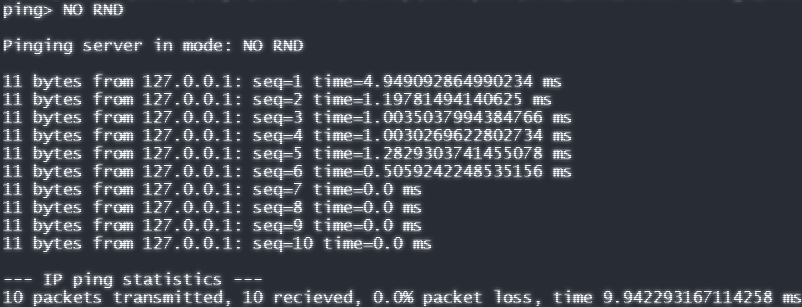 ping> NO RND
Pinging server in mode: NO RND
11 bytes from 127.0.0.1: seq=1 time=4.949092864990234 ms
11 bytes from 127.0.0.1: seq=2 time=1.19781494140625 ms
11 bytes from 127.0.0.1: seq=3 time=1.0035037994384766 ms
11 bytes from 127.0.0.1: seq=4 time=1.0030269622802734 ms
11 bytes from 127.0.0.1: seq=5 time=1.2829303741455078 ms
11 bytes from 127.0.0.1: seq=6 time=0.5059242248535156 ms
11 bytes from 127.0.0.1: seq=7 time=0.0 ms
11 bytes from 127.0.0.1: seq=8 time=0.0 ms
11 bytes from 127.0.0.1: seq=9 time=0.0 ms
11 bytes from 127.0.0.1: seq=10 time=0.0 ms
--- IP ping statistics ---
10 packets transmitted, 10 recieved, 0.0% packet loss, time 9.942293167114258 ms